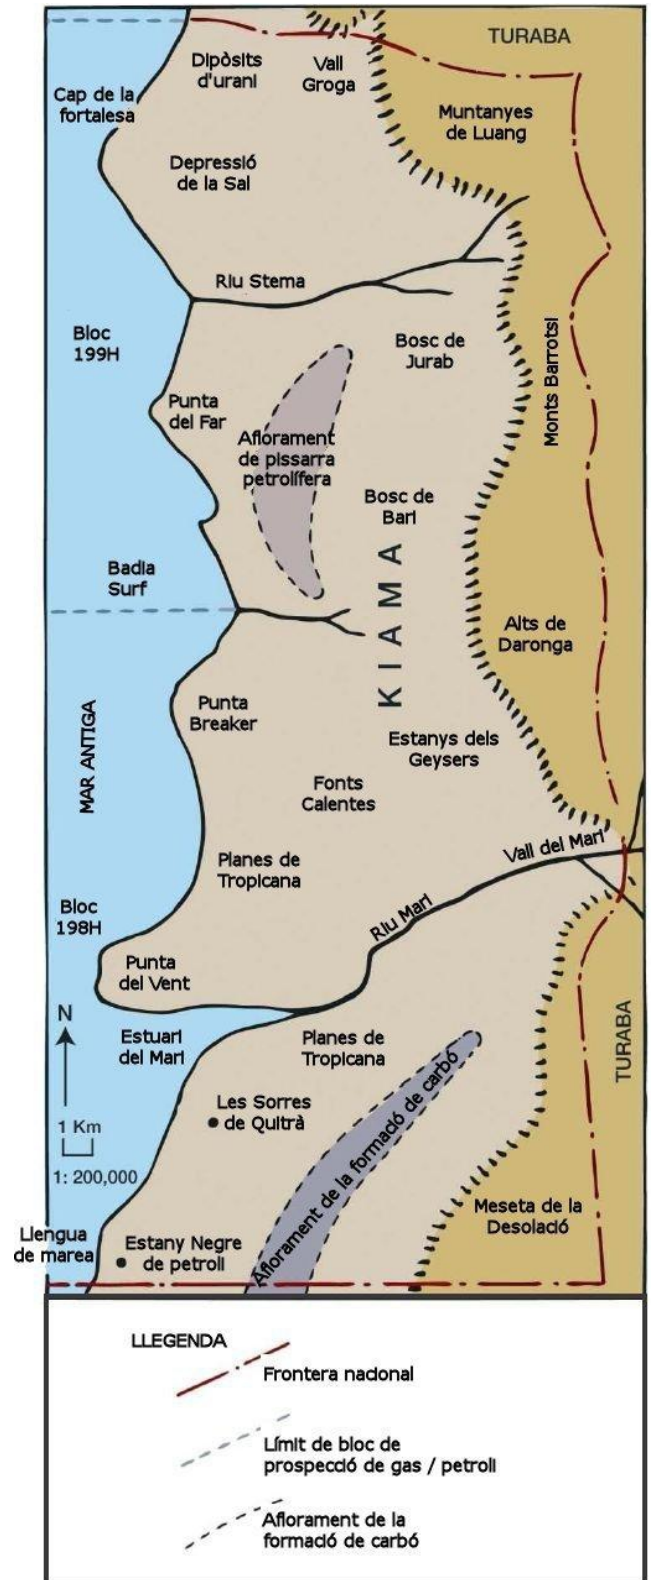 TURABA
Dipòsits
d'urani
Vall
Groga
Cap de la
fortalesa
Muntanyes
de Luang
Depressió
de la Sal
Riu Stema
Bloc
199H
Bosc de
Jurab
Monts Barrotsi
Punta
del Far
Aflorament
de pissarra
petrolífera
Bosc de
Bari
KIAMA
Badia
Surf
Alts de
Daronga
Punta
Breaker
MAR ANTIGA
Estanys dels
Geysers
Fonts
Calentes
Planes de
Tropicana
Vall del Mari
Bloc
198H
Riu Mari
Punta
del Vent
N
Estuari
del Mari
Planes de
Tropicana
TURABA
Les Sorres
de Quitrà
1 Km
1: 200,000
Aflorament de la formació de carbó
Meseta de la
Desolació
Llengua
de marea
Estany Negre
de petroli
LLEGENDA
Frontera nacional
Límit de bloc de
prospecció de gas / petroli
Aflorament de la
formació de carbó